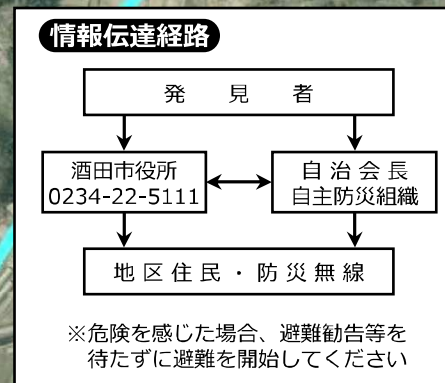 情報伝達経路
発見者
酒田市役所
0234-22-5111
自治会長
自主防災組織
地区住民・防災無線
※危険を感じた場合、避難勧告等を
待たずに避難を開始してください